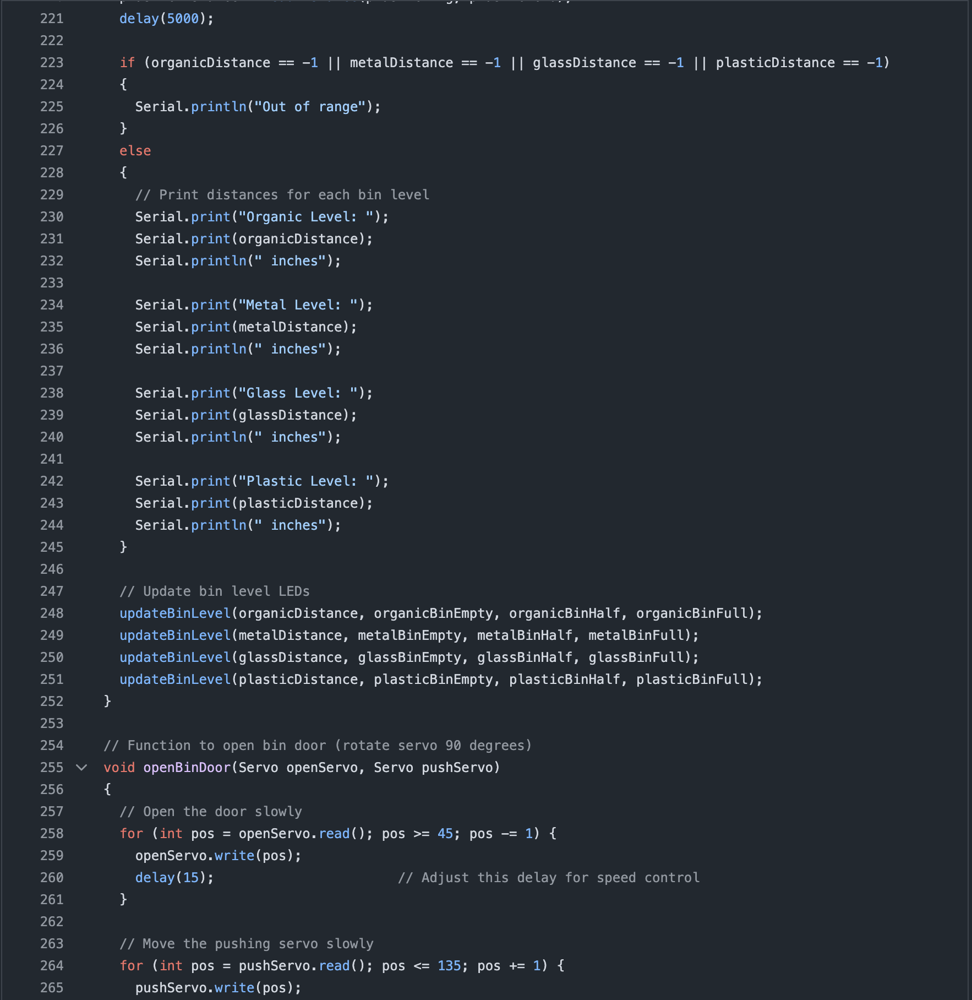 221 delay(5000);
222
223 if (organicDistance == -1 || metalDistance == -1 || glassDistance == -1 || plasticDistance == -1)
224 {
225 Serial.println("Out of range");
226 }
227 else
228 {
229 // Print distances for each bin level
230 Serial.print("Organic Level: ");
231 Serial.print(organicDistance);
232 Serial.println(" inches");
233
234 Serial.print("Metal Level: ");
235 Serial.print(metalDistance);
236 Serial.println(" inches");
237
238 Serial.print("Glass Level: ");
239 Serial.print(glassDistance);
240 Serial.println(" inches");
241
242 Serial.print("Plastic Level: ");
243 Serial.print(plasticDistance);
244 Serial.println(" inches");
245 }
246
247 // Update bin level LEDs
248 updateBinLevel(organicDistance, organicBinEmpty, organicBinHalf, organicBinFull);
249 updateBinLevel(metalDistance, metalBinEmpty, metalBinHalf, metalBinFull);
250 updateBinLevel(glassDistance, glassBinEmpty, glassBinHalf, glassBinFull);
251 updateBinLevel(plasticDistance, plasticBinEmpty, plasticBinHalf, plasticBinFull);
252 }
253
254 // Function to open bin door (rotate servo 90 degrees)
255 void openBinDoor(Servo openServo, Servo pushServo)
256 {
257 // Open the door slowly
258 for (int pos = openServo.read(); pos >= 45; pos -= 1) {
259 openServo.write(pos);
260 delay(15); // Adjust this delay for speed control
261 }
262
263 // Move the pushing servo slowly
264 for (int pos = pushServo.read(); pos <= 135; pos += 1) {
265 pushServo.write(pos);